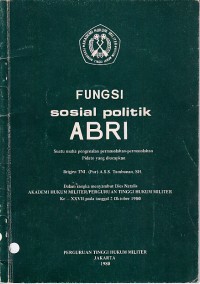 FUNGSI
sosial politik
ABRI
Suatu usaha pengenalan permasalahan-permasalahan
Pidato yang diucapkan
Brigjen TNI (Pur) A.S.S. Tambunan, SH.
Dalam rangka menyambut Dies Natalis
AKADEMI HUKUM MILITER/PERGURUAN TINGGI HUKUM MILITER
Ke - XXVII pada tanggal 2 Oktober 1980
PERGURUAN TINGGI HUKUM MILITER
JAKARTA
1980